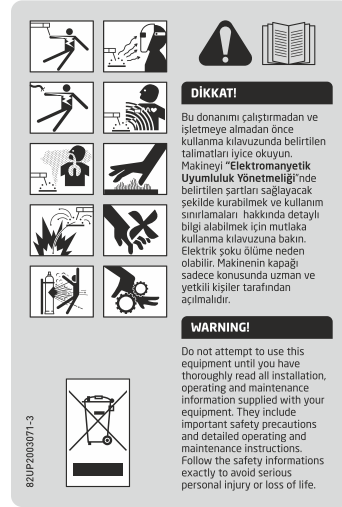 DİKKAT!
Bu donanımı çalıştırmadan ve
işletmeye almadan önce
kullanma kılavuzunda belirtilen
talimatları iyice okuyun.
Makineyi "Elektromanyetik
Uyumluluk Yönetmeliği"nde
belirtilen şartları sağlayacak
şekilde kurabilmek ve kullanım
sınırlamaları hakkında detaylı
bilgi alabilmek için mutlaka
kullanma kılavuzuna bakın.
Elektrik şoku ölüme neden
olabilir. Makinenin kapağı
sadece konusunda uzman ve
yetkili kişiler tarafından
açılmalıdır.
WARNING!
Do not attempt to use this
equipment until you have
thoroughly read all installation,
operating and maintenance
information supplied with your
equipment. They include
important safety precautions
and detailed operating and
maintenance instructions.
Follow the safety informations
exactly to avoid serious
personal injury or loss of life.
82UP2003071-3